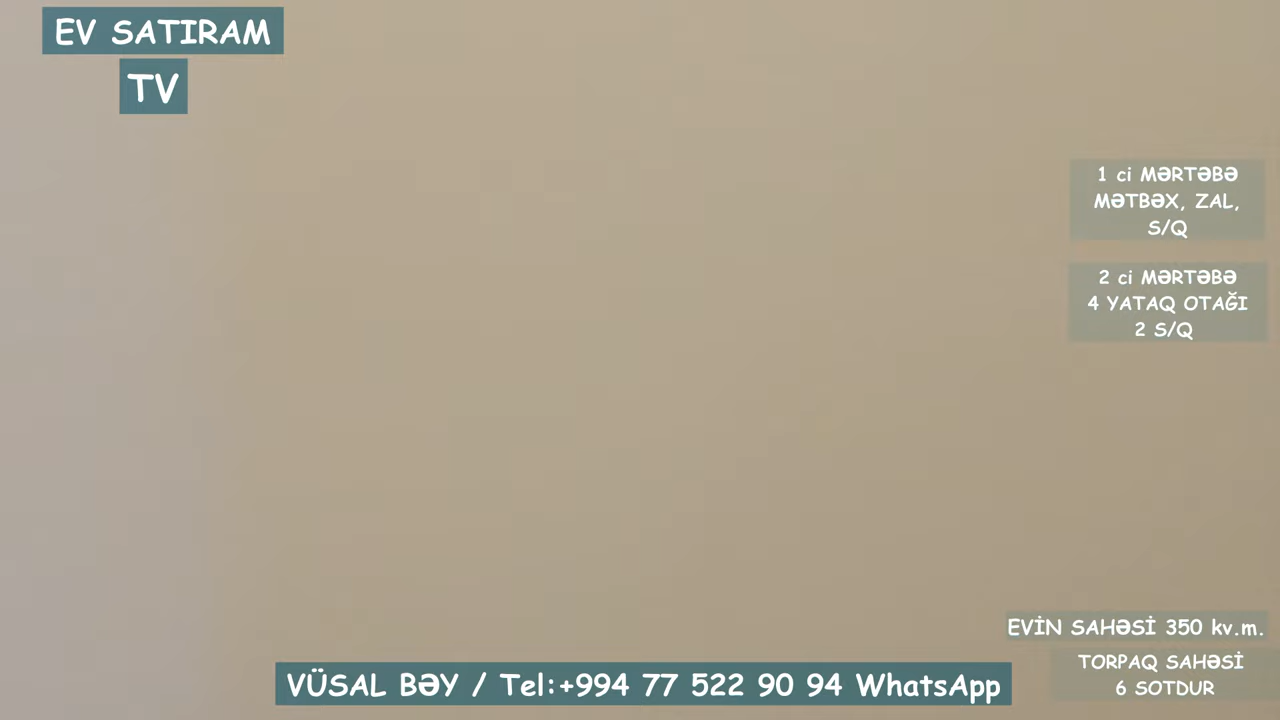 EV SATIRAM
TV
1 ci MƏRTƏBƏ
MƏTBƏX, ZAL,
S/Q
2 ci MƏRTƏBƏ
4 YATAQ OTAĞI
2 S/Q
EVİN SAHƏSİ 350 kv.m.
TORPAQ SAHƏSİ
6 SOTDUR
VÜSAL BƏY / Tel:+994 77 522 90 94 WhatsApp